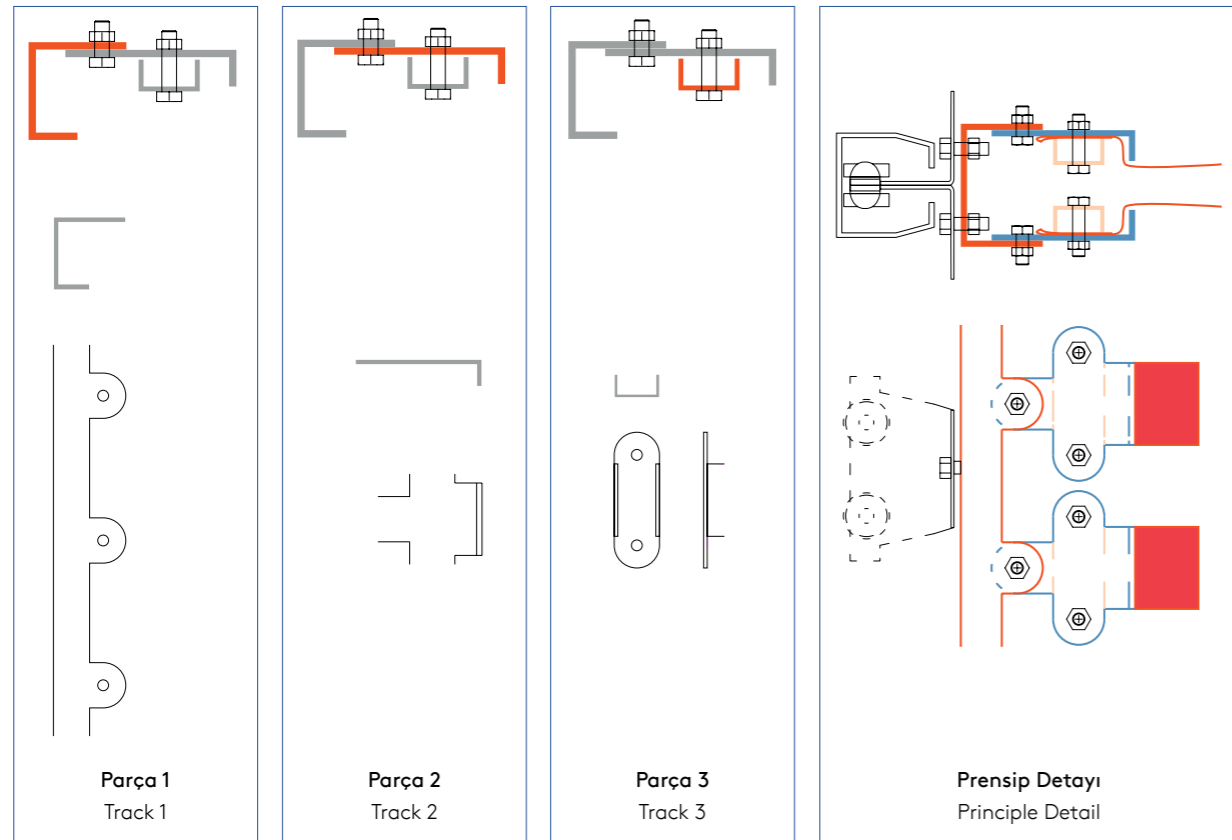 Parça 1
Track 1
Parça 2
Track 2
Parça 3
Track 3
Prensip Detayı
Principle Detail